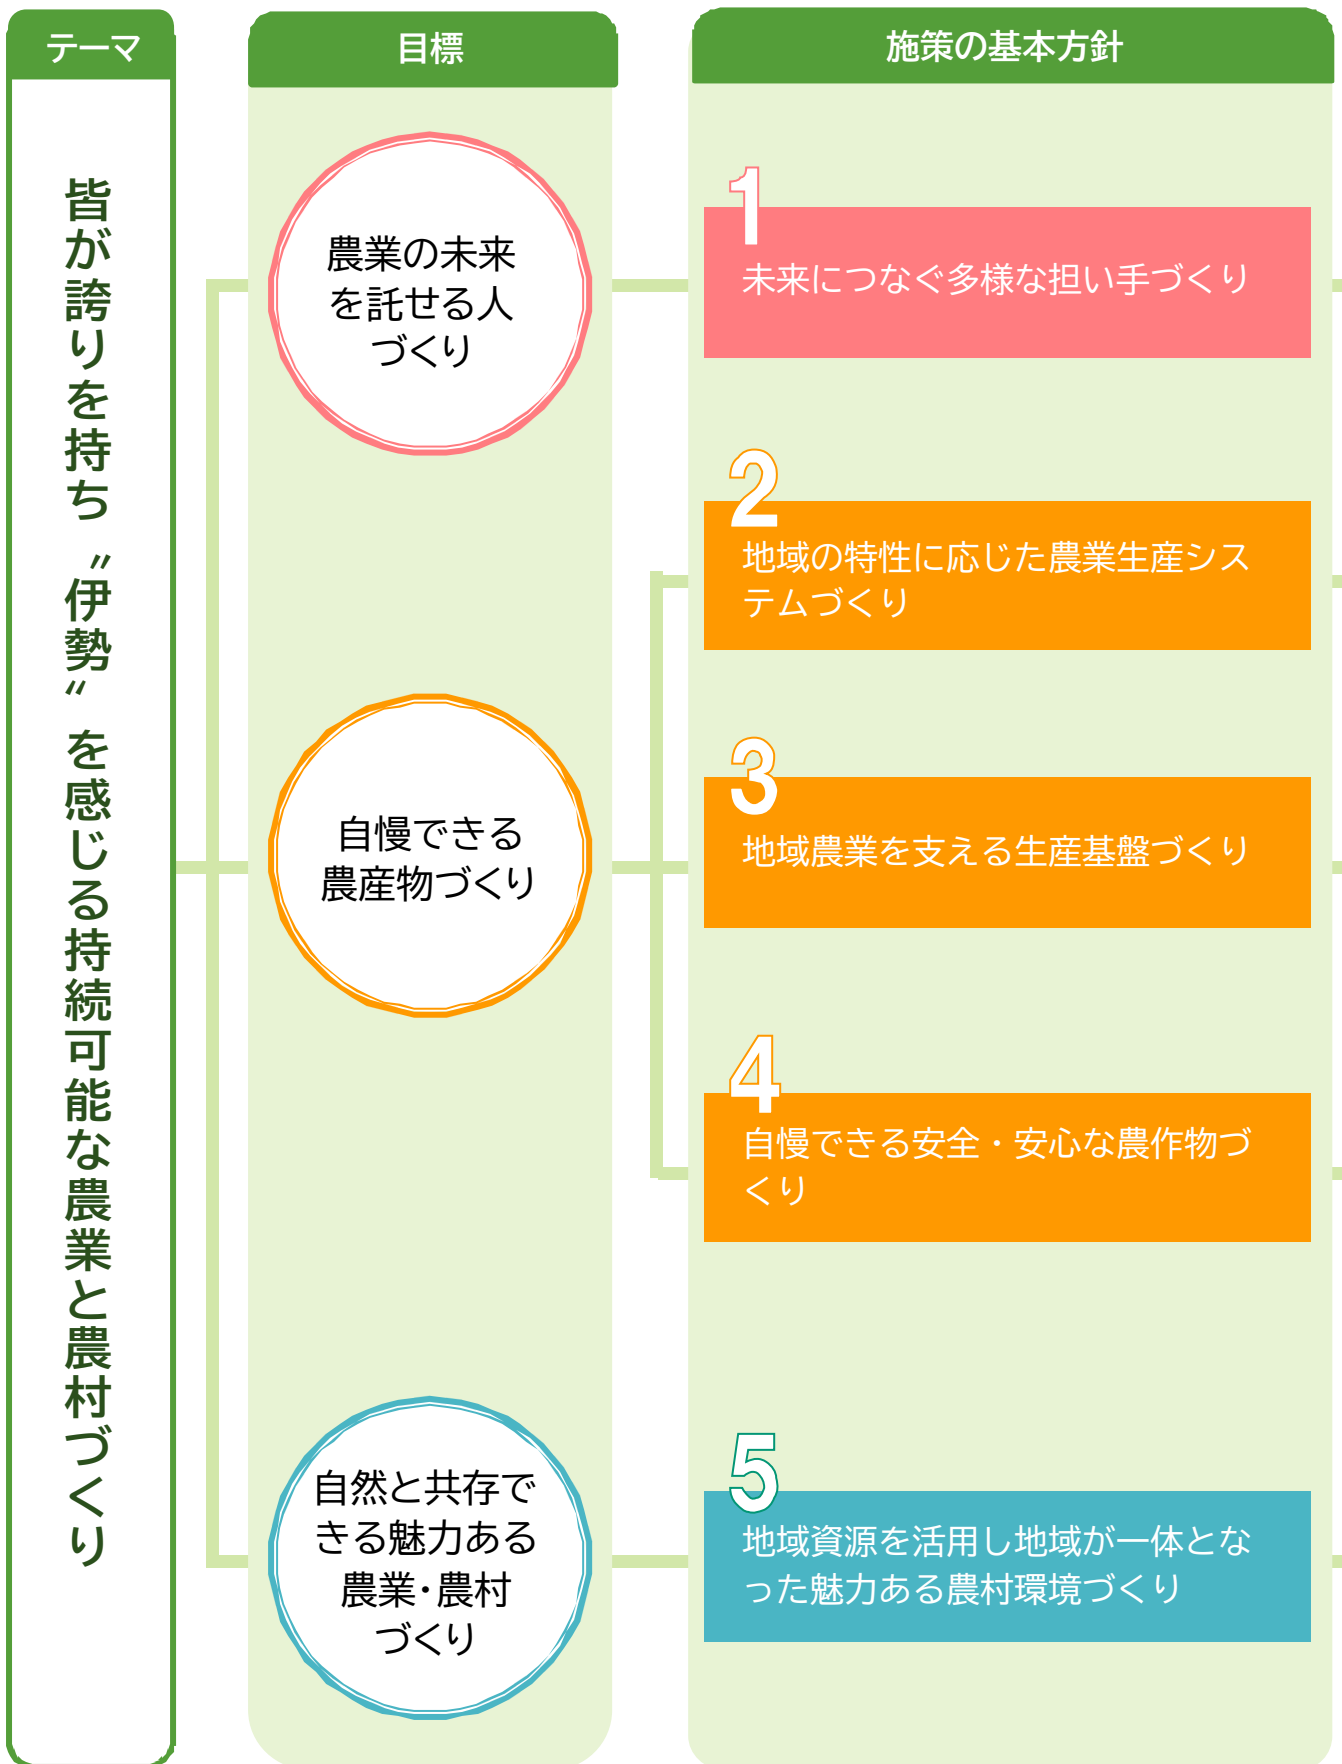 テーマ
皆が誇りを持ち〝伊勢〟を感じる持続可能な農業と農村づくり
目標
農業の未来
を託せる人
づくり
自慢できる
農産物づくり
自然と共存で
きる魅力ある
農業・農村
づくり
施策の基本方針
1
未来につなぐ多様な担い手づくり
2
地域の特性に応じた農業生産シス
テムづくり
3
地域農業を支える生産基盤づくり
4
自慢できる安全・安心な農作物づ
くり
5
地域資源を活用し地域が一体とな
った魅力ある農村環境づくり